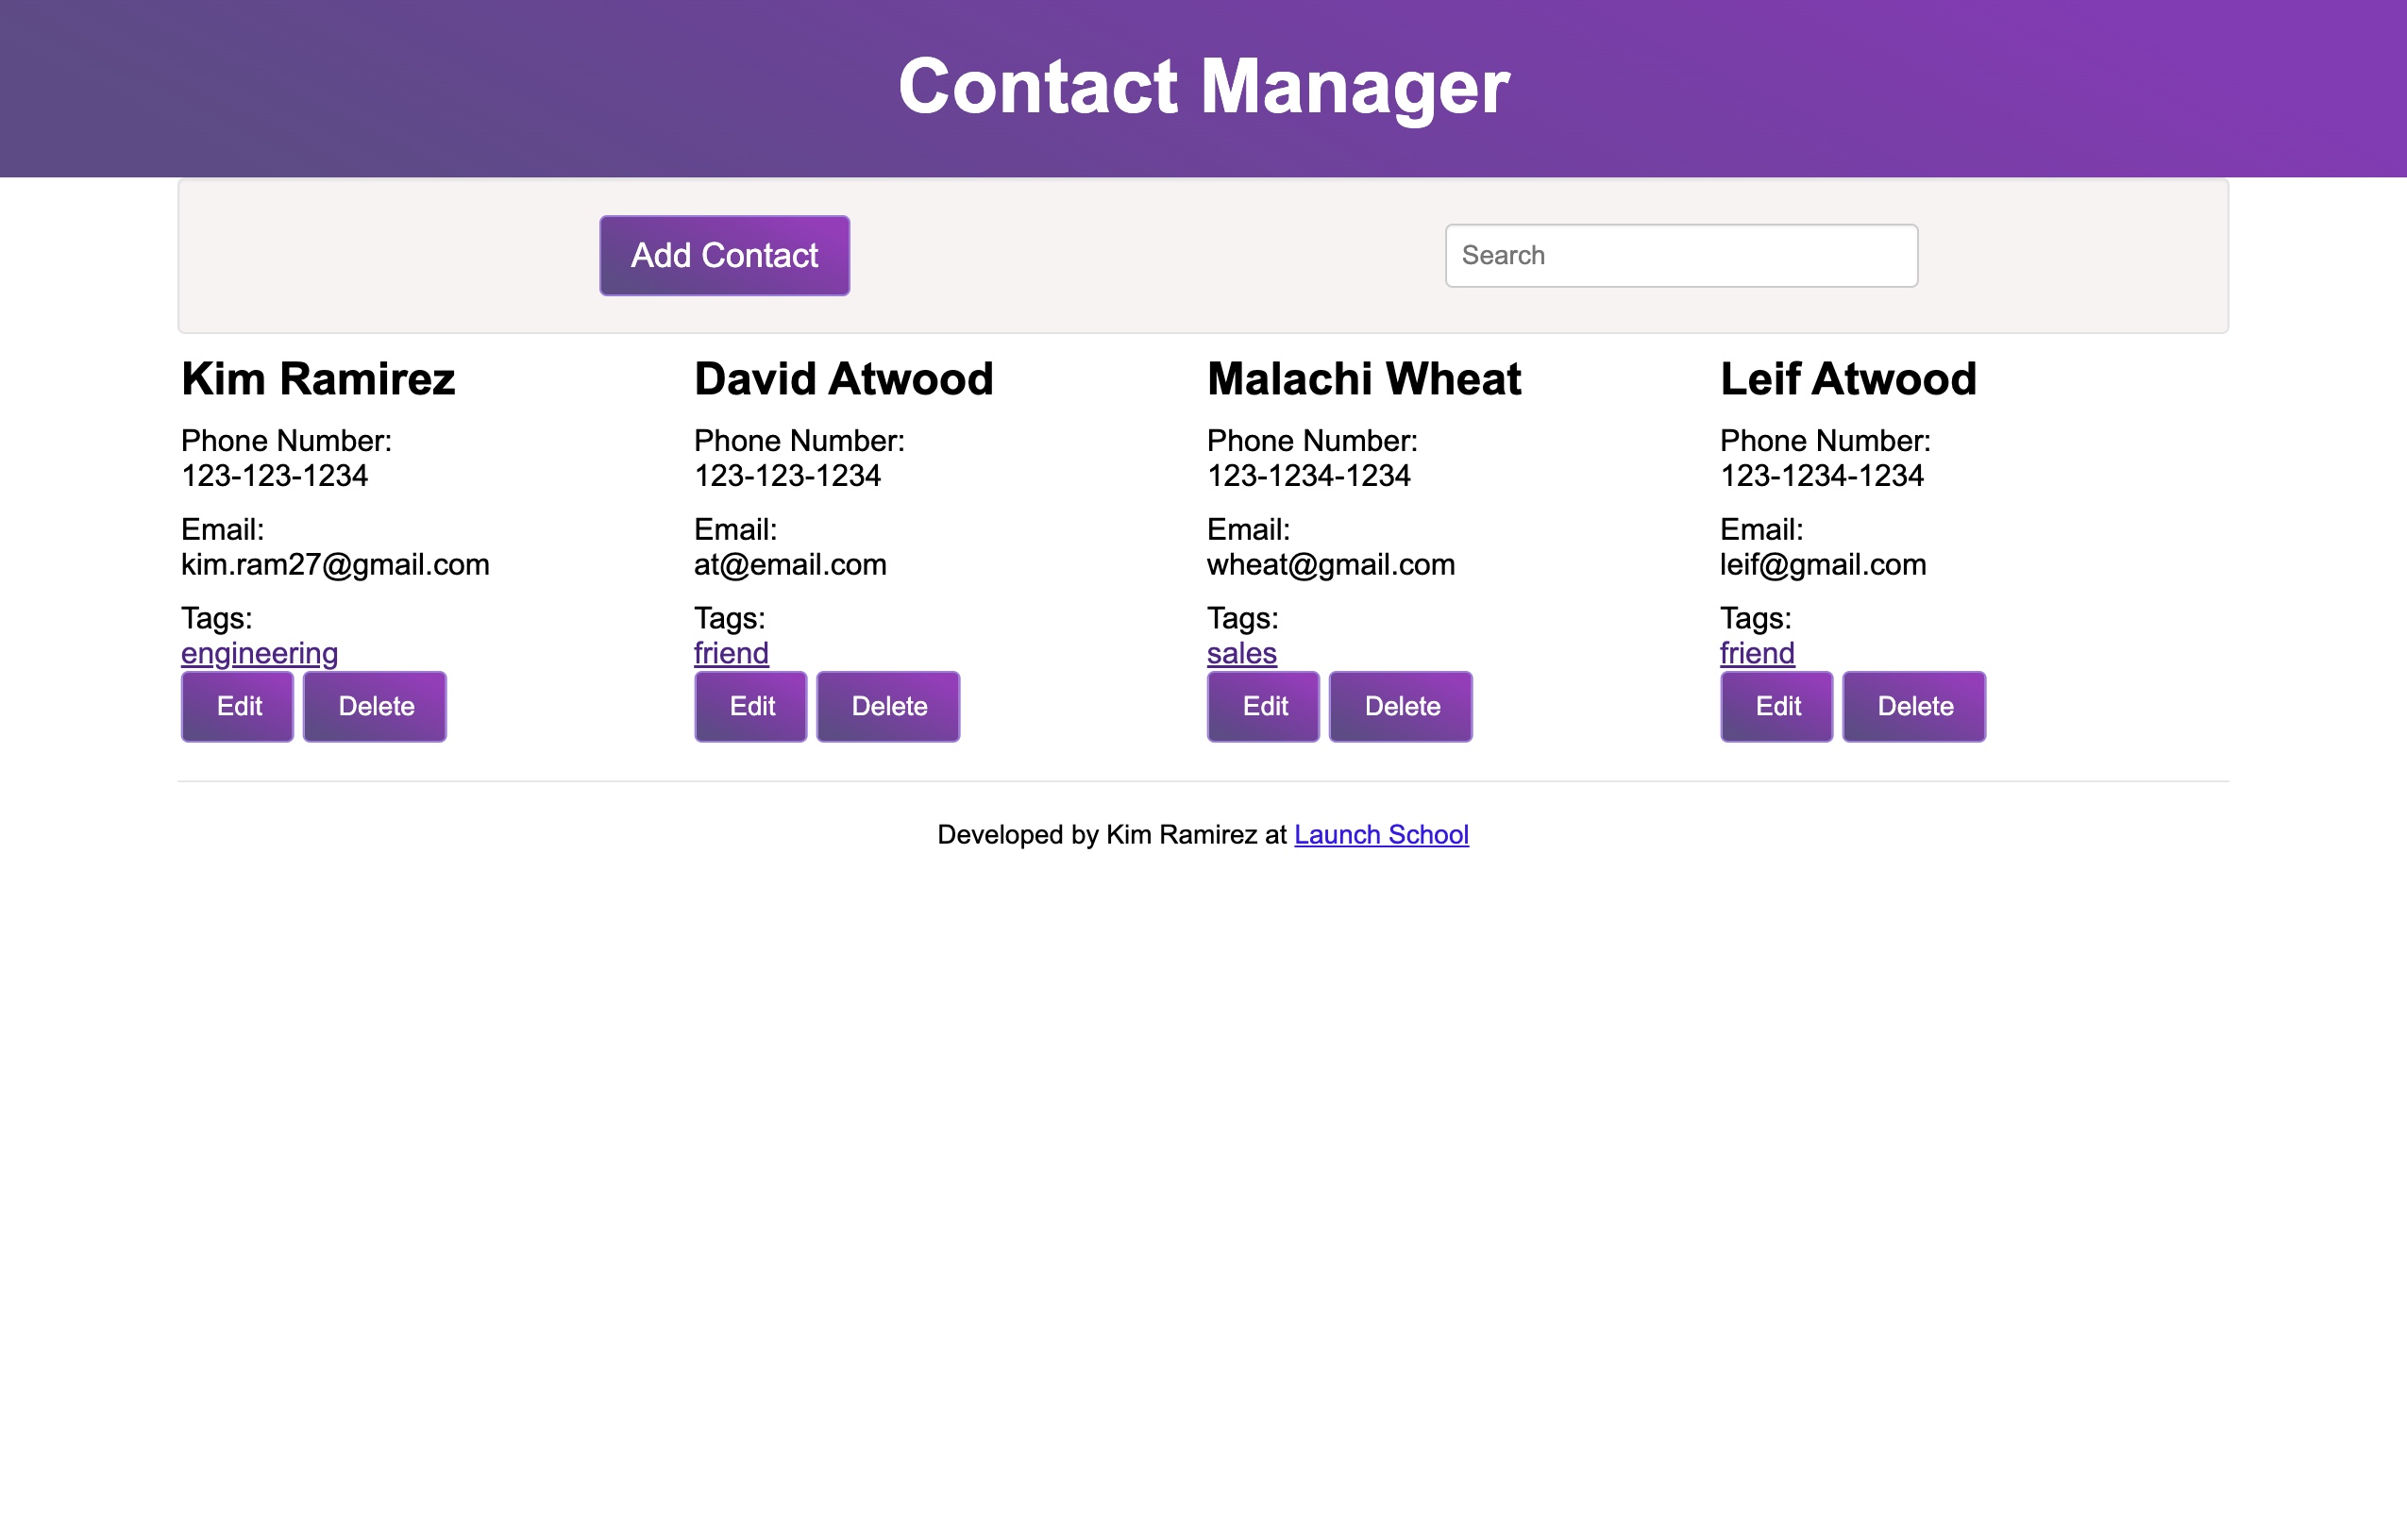 Contact Manager
Add Contact
Search
Kim Ramirez
Phone Number:
123-123-1234
Email:
kim.ram27@gmail.com
Tags:
engineering
Edit
Delete
David Atwood
Phone Number:
123-123-1234
Email:
at@email.com
Tags:
friend
Edit
Delete
Malachi Wheat
Phone Number:
123-1234-1234
Email:
wheat@gmail.com
Tags:
sales
Edit
Delete
Leif Atwood
Phone Number:
123-1234-1234
Email:
leif@gmail.com
Tags:
friend
Edit
Delete
Developed by Kim Ramirez at Launch School